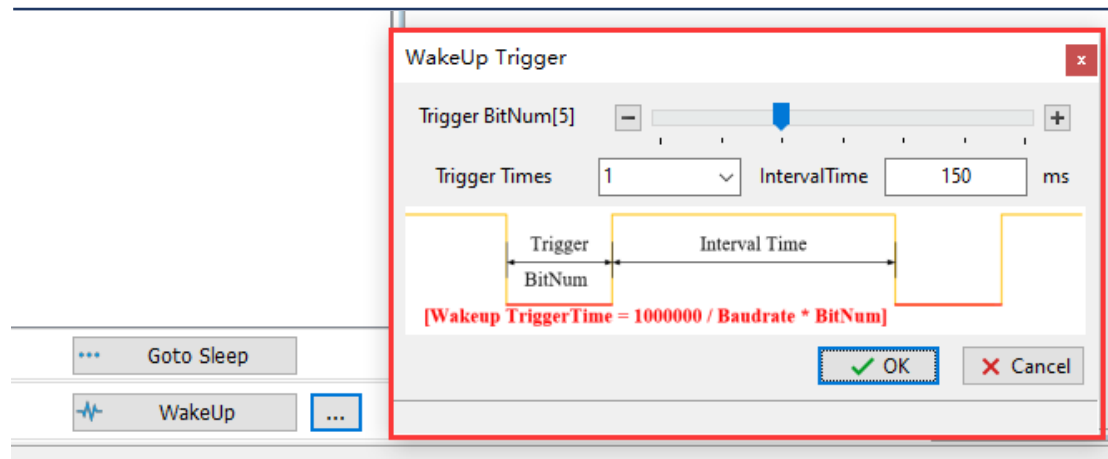 WakeUp Trigger
x
Trigger BitNum[5]
Trigger Times 1 IntervalTime 150 ms
Trigger Interval Time
BitNum
[Wakeup TriggerTime = 1000000 / Baudrate * BitNum]
OK Cancel
Goto Sleep
WakeUp ...